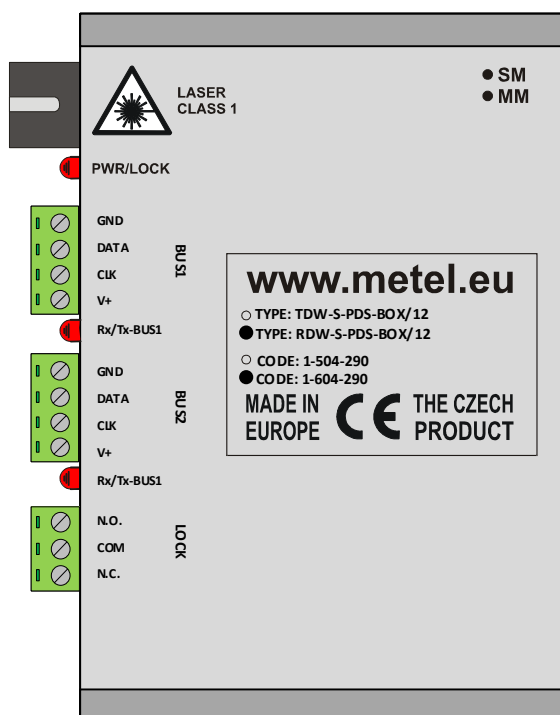 LASER
CLASS 1
SM
MM
PWR/LOCK
GND
DATA
CLK
V+
BUS1
Rx/Tx-BUS1
GND
DATA
CLK
V+
BUS2
Rx/Tx-BUS1
N.O.
COM
N.C.
LOCK
www.metel.eu
TYPE: TDW-S-PDS-BOX/12
TYPE: RDW-S-PDS-BOX/12
CODE: 1-504-290
CODE: 1-604-290
MADE IN
EUROPE
CE
THE CZECH
PRODUCT